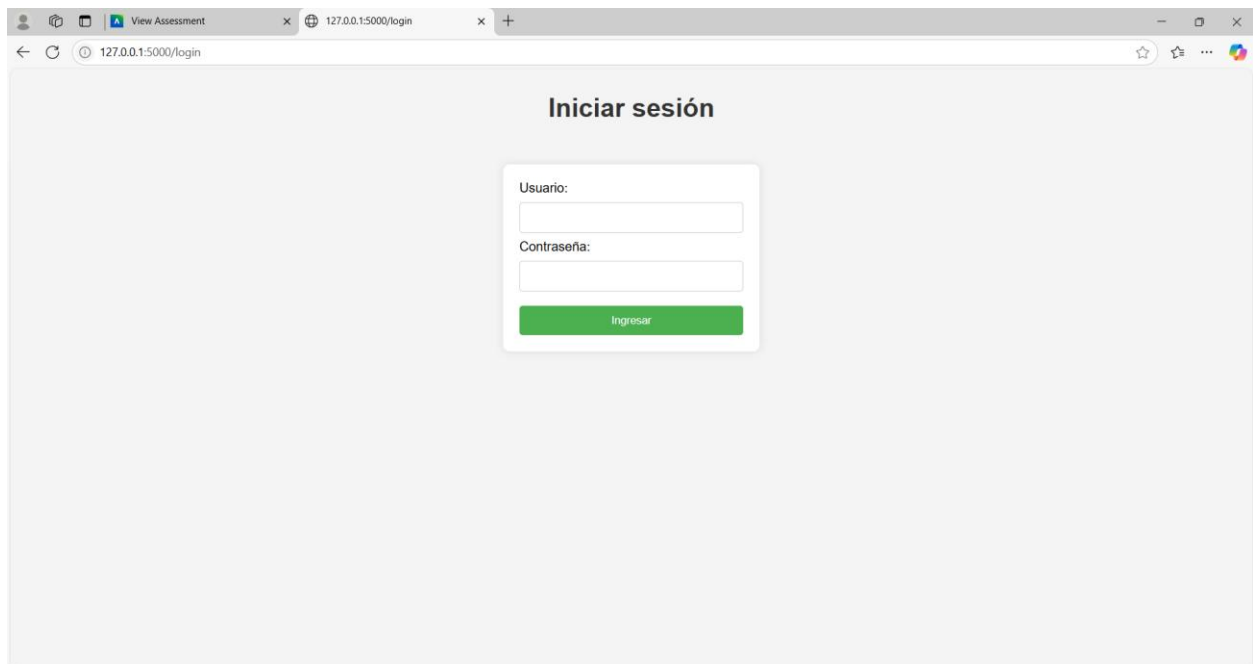 View Assessment
127.0.0.1:5000/login
127.0.0.1:5000/login
Iniciar sesión
Usuario:
Contraseña:
Ingresar